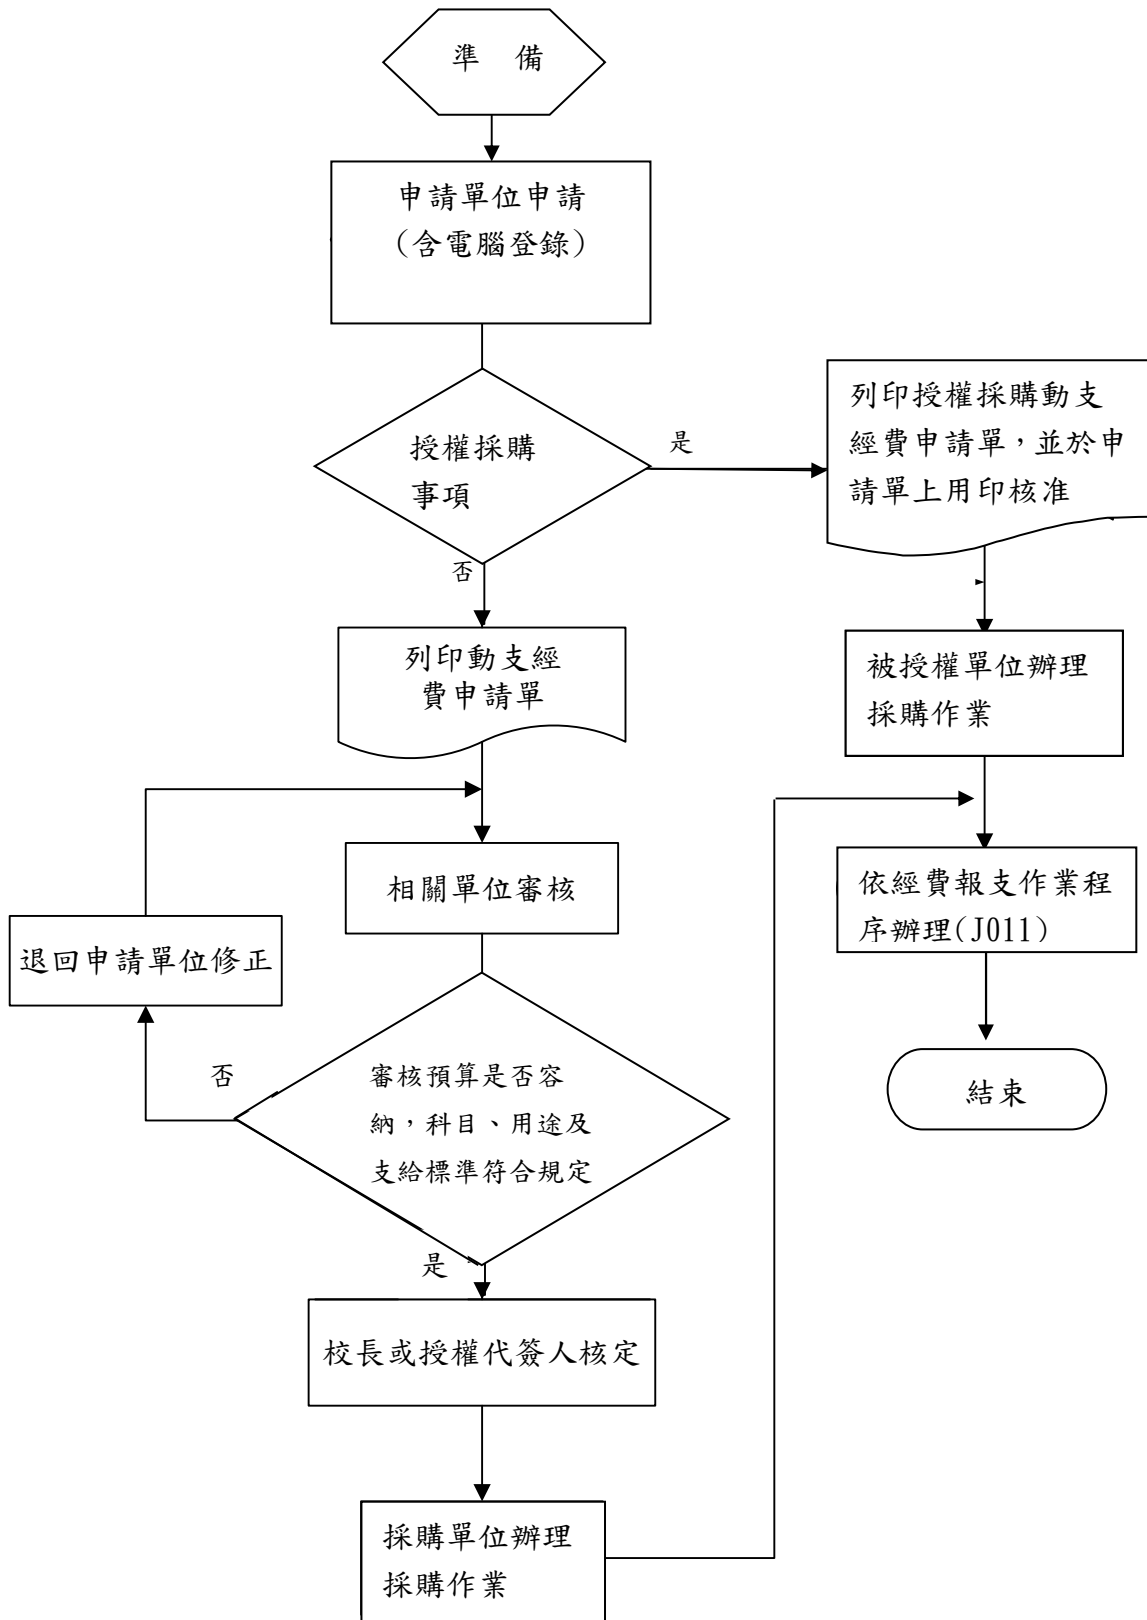 準　備
申請單位申請
(含電腦登錄)
授權採購
事項
是
列印授權採購動支
經費申請單，並於申
請單上用印核准
否
列印動支經
費申請單
被授權單位辦理
採購作業
相關單位審核
依經費報支作業程
序辦理(J011)
退回申請單位修正
結束
否
審核預算是否容
納，科目、用途及
支給標準符合規定
是
校長或授權代簽人核定
採購單位辦理
採購作業